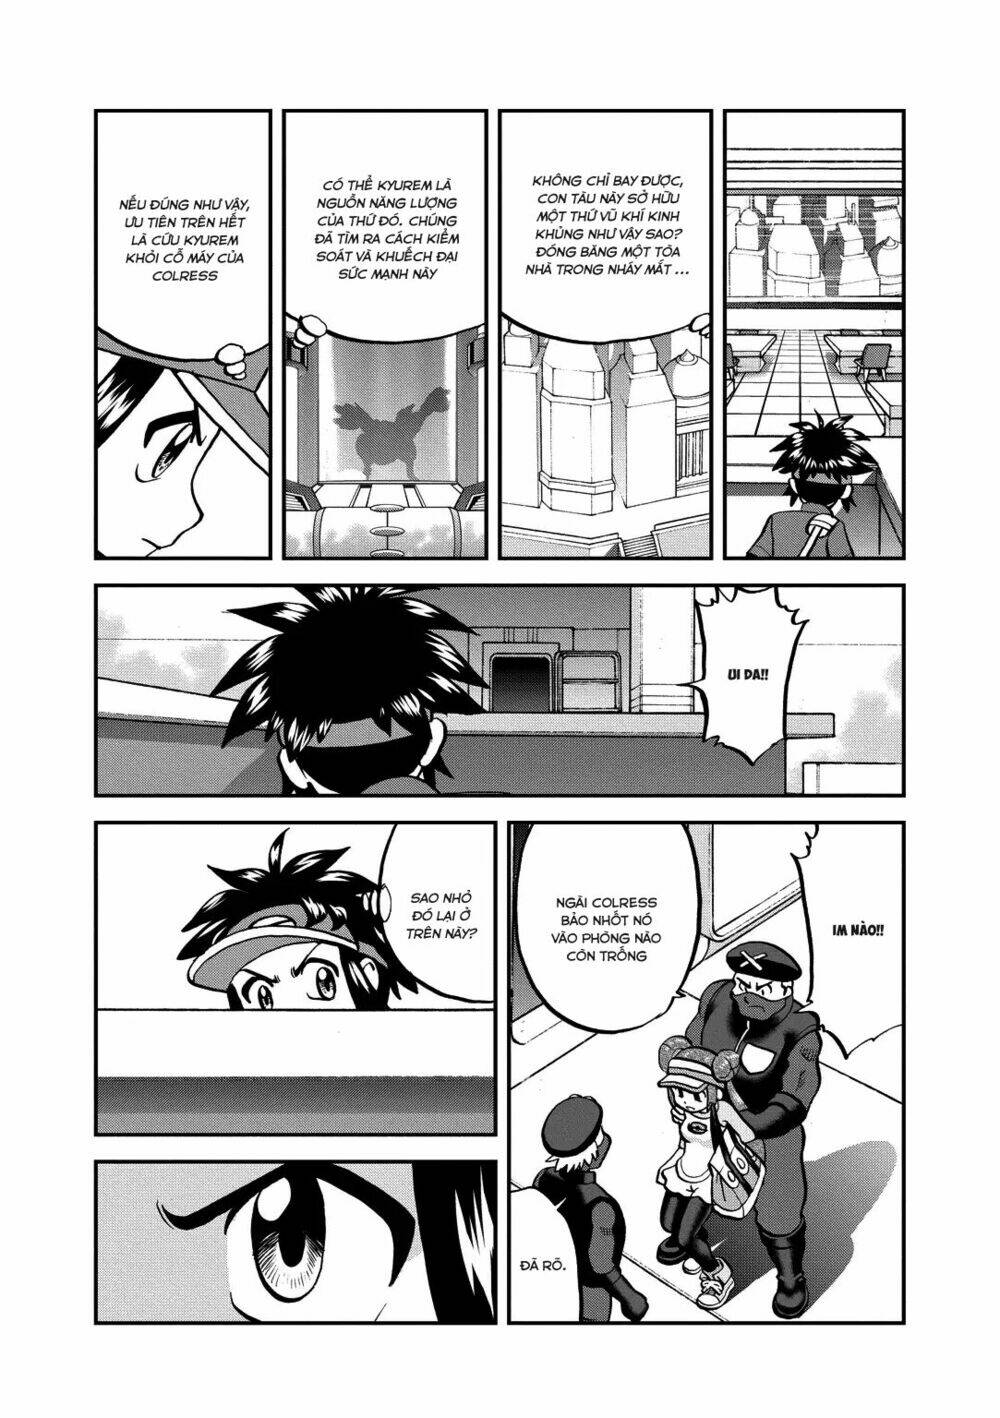 KHÔNG CHỈ BAY ĐƯỢC,
CON TÀU NÀY SỞ HỮU
MỘT THỨ VŨ KHÍ KINH
KHỦNG NHƯ VẬY SAO?
ĐÓNG BĂNG MỘT TÒA
NHÀ TRONG NHÁY MẮT ...
CÓ THỂ KYUREM LÀ
NGUỒN NĂNG LƯỢNG
CỦA THỨ ĐÓ. CHÚNG
ĐÃ TÌM RA CÁCH KIỂM
SOÁT VÀ KHUẾCH ĐẠI
SỨC MẠNH NÀY
NẾU ĐÚNG NHƯ VẬY,
ƯU TIÊN TRÊN HẾT
LÀ CỨU KYUREM
KHỎI CỖ MÁY CỦA
COLRESS
UI DA!!
IM NÀO!!
NGÀI COLRESS
BẢO NHỐT NÓ
VÀO PHÒNG NÀO
CÒN TRỐNG
ĐÃ RÕ.
SAO NHỎ
ĐÓ LẠI Ở
TRÊN NÀY?